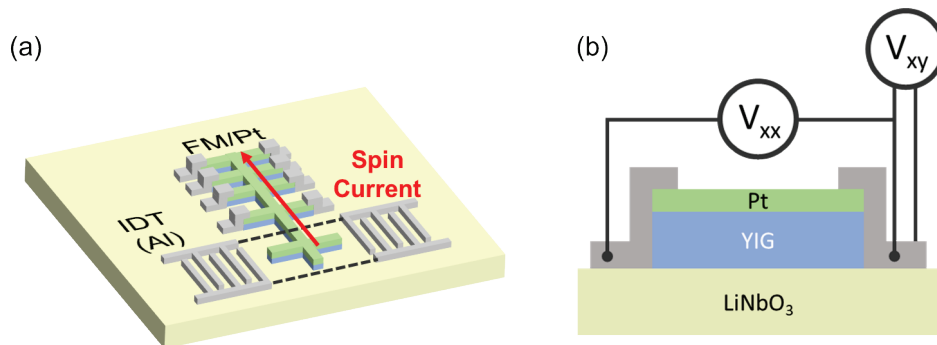 (a)
FM/Pt
Spin
Current
IDT
(Al)
(b)
Vxy
Vxx
Pt
YIG
LiNbO3